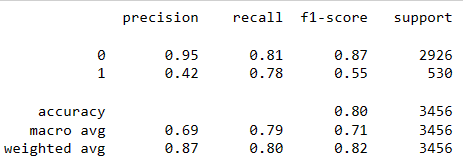 precision recall f1-score support
0 0.95 0.81 0.87 2926
1 0.42 0.78 0.55 530
accuracy 0.80 3456
macro avg 0.69 0.79 0.71 3456
weighted avg 0.87 0.80 0.82 3456